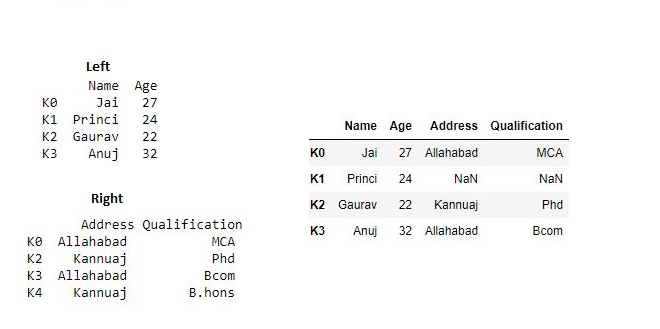 Left
Name Age
K0 Jai 27
K1 Princi 24
K2 Gaurav 22
K3 Anuj 32
Right
Address Qualification
K0 Allahabad MCA
K2 Kannuaj Phd
K3 Allahabad Bcom
K4 Kannuaj B.hons
Name Age Address Qualification
K0 Jai 27 Allahabad MCA
K1 Princi 24 NaN NaN
K2 Gaurav 22 Kannuaj Phd
K3 Anuj 32 Allahabad Bcom